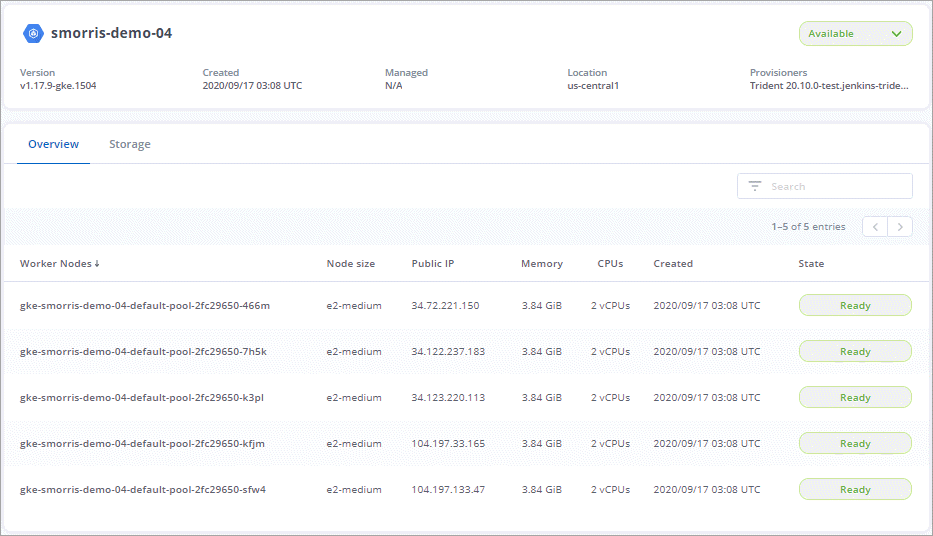 smorris-demo-04
Available
Version Created Managed Location Provisioners
v1.17.9-gke.1504 2020/09/17 03:08 UTC N/A us-central1 Trident 20.10.0-test.jenkins-tride...
Overview Storage
Search
1–5 of 5 entries
Worker Nodes ↓ Node size Public IP Memory CPUs Created State
gke-smorris-demo-04-default-pool-2fc29650-466m e2-medium 34.72.221.150 3.84 GiB 2 vCPUs 2020/09/17 03:08 UTC Ready
gke-smorris-demo-04-default-pool-2fc29650-7h5k e2-medium 34.122.237.183 3.84 GiB 2 vCPUs 2020/09/17 03:08 UTC Ready
gke-smorris-demo-04-default-pool-2fc29650-k3pl e2-medium 34.123.220.113 3.84 GiB 2 vCPUs 2020/09/17 03:08 UTC Ready
gke-smorris-demo-04-default-pool-2fc29650-kfjm e2-medium 104.197.33.165 3.84 GiB 2 vCPUs 2020/09/17 03:08 UTC Ready
gke-smorris-demo-04-default-pool-2fc29650-sfw4 e2-medium 104.197.133.47 3.84 GiB 2 vCPUs 2020/09/17 03:08 UTC Ready